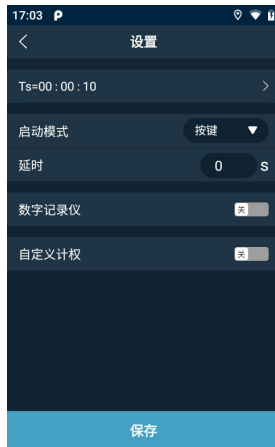 17:03
设置
Ts=00:00:10
启动模式 按键
延时 0 s
数字记录仪 关
自定义计权 关
保存